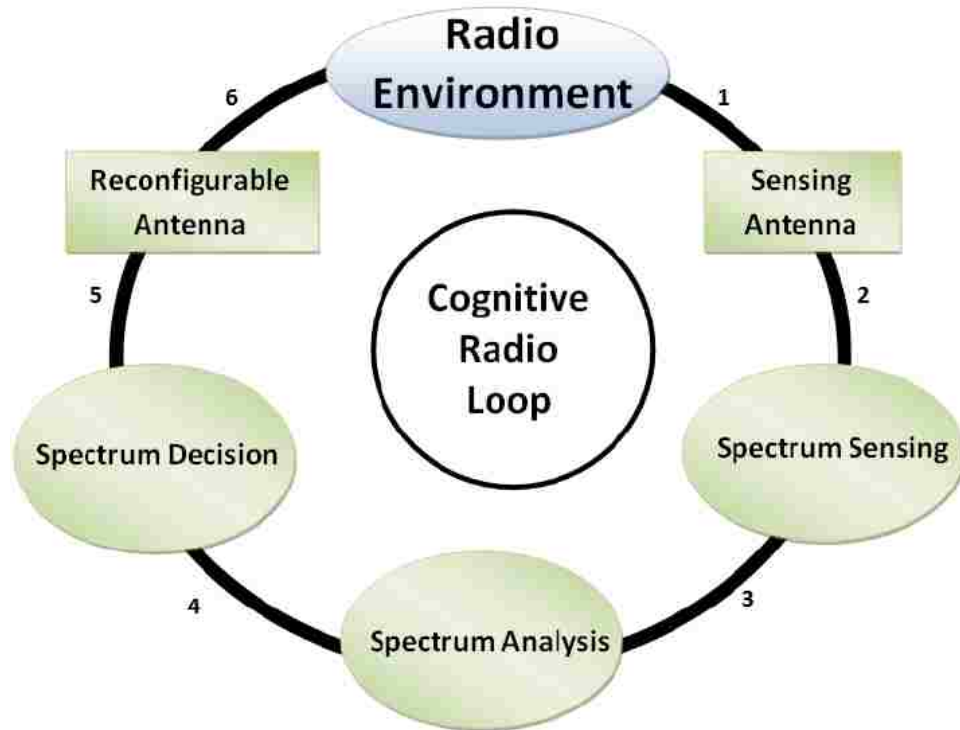 Radio
Environment
1
Sensing
Antenna
2
Spectrum Sensing
3
Spectrum Analysis
4
Spectrum Decision
5
Reconfigurable
Antenna
6
Cognitive
Radio
Loop